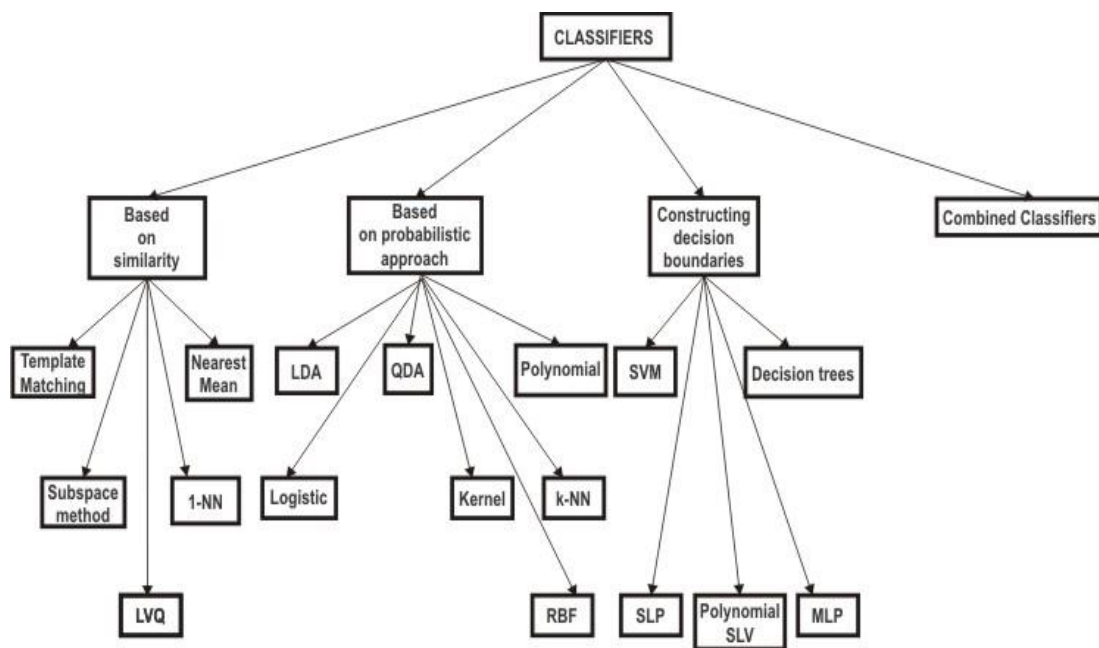 CLASSIFIERS
Based
on
similarity
Based
on probabilistic
approach
Constructing
decision
boundaries
Combined Classifiers
Template
Matching
Nearest
Mean
LDA
QDA
Polynomial
SVM
Decision trees
Subspace
method
1-NN
Logistic
Kernel
k-NN
LVQ
RBF
SLP
Polynomial
SLV
MLP